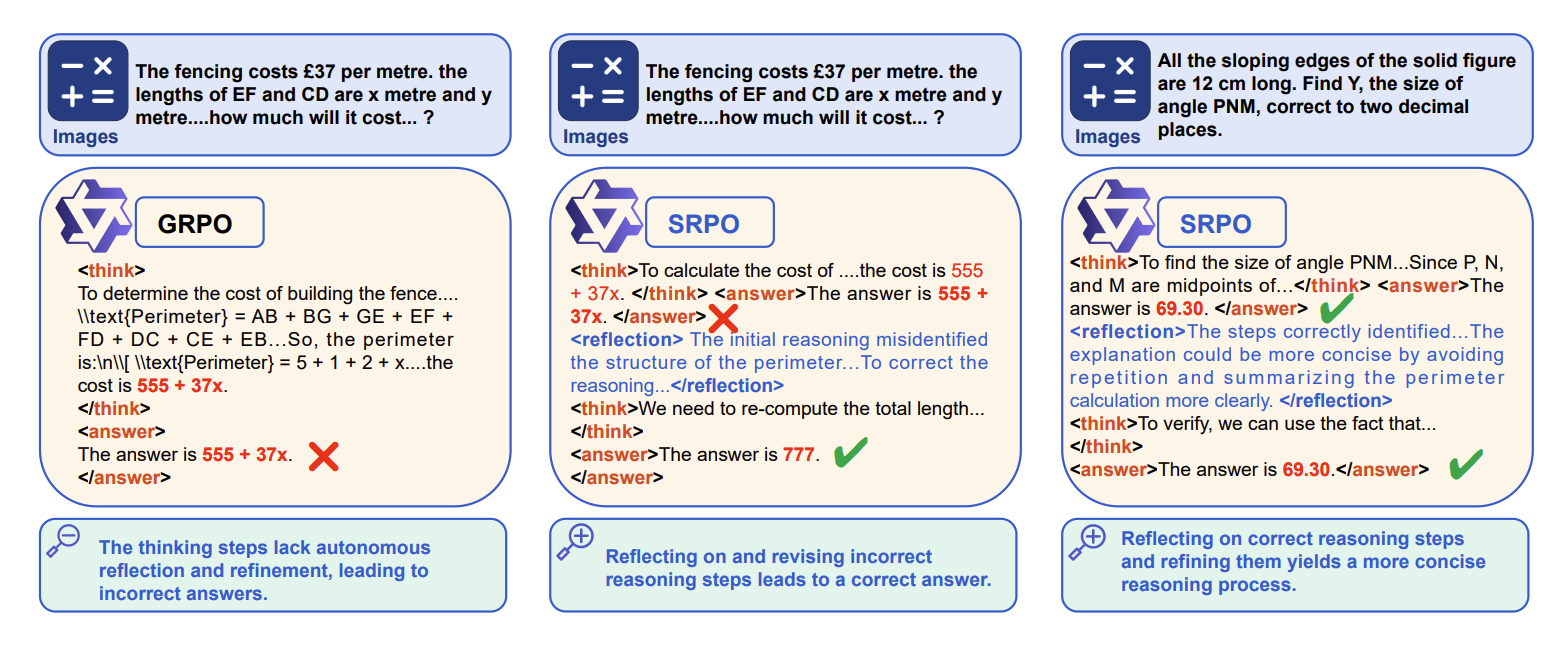 The fencing costs £37 per metre. the
lengths of EF and CD are x metre and y
metre....how much will it cost... ?
Images
GRPO
<think>
To determine the cost of building the fence....
\\text{Perimeter} = AB + BG + GE + EF +
FD + DC + CE + EB...So, the perimeter
is:\n\\[ \\text{Perimeter} = 5 + 1 + 2 + x....the
cost is 555 + 37x.
</think>
<answer>
The answer is 555 + 37x.
</answer>
The thinking steps lack autonomous
reflection and refinement, leading to
incorrect answers.
The fencing costs £37 per metre. the
lengths of EF and CD are x metre and y
metre....how much will it cost... ?
Images
SRPO
<think>To calculate the cost of ....the cost is 555
+ 37x. </think> <answer>The answer is 555 +
37x. </answer>
<reflection> The initial reasoning misidentified
the structure of the perimeter...To correct the
reasoning...</reflection>
<think>We need to re-compute the total length...
</think>
<answer>The answer is 777.
</answer>
Reflecting on and revising incorrect
reasoning steps leads to a correct answer.
All the sloping edges of the solid figure
are 12 cm long. Find Y, the size of
angle PNM, correct to two decimal
places.
Images
SRPO
<think>To find the size of angle PNM...Since P, N,
and M are midpoints of...</think> <answer>The
answer is 69.30. </answer>
<reflection>The steps correctly identified...The
explanation could be more concise by avoiding
repetition and summarizing the perimeter
calculation more clearly. </reflection>
<think>To verify, we can use the fact that...
</think>
<answer>The answer is 69.30.</answer>
Reflecting on correct reasoning steps
and refining them yields a more concise
reasoning process.